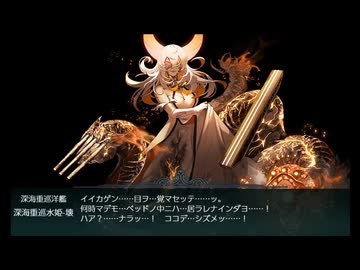 深海重巡洋艦
深海重巡水姫-壊
イイカゲン……目ヲ…覚マセッテ……ッ。
何時マデモ…ベッドノ中ニハ…居ラレナインダヨ……！
ハア？……ナラッ…！　ココデ…シズメッ……！